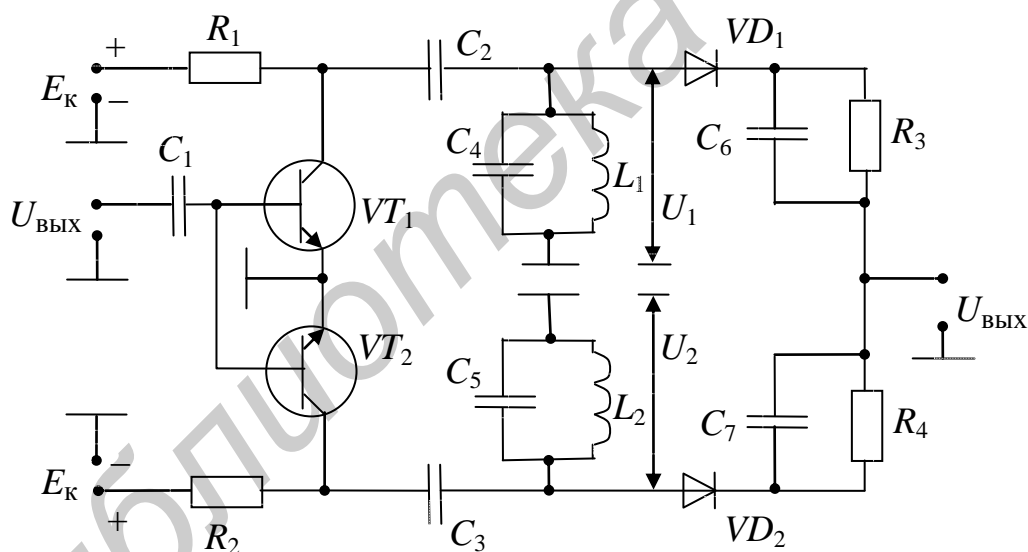 R₁
C₂
VD₁
+
Eк
−
C₁
C₄
L₁
U₁
C₆
R₃
Uвых
VT₁
Uвых
VT₂
C₅
L₂
U₂
C₇
R₄
−
Eк
+
R₂
C₃
VD₂
блиотека